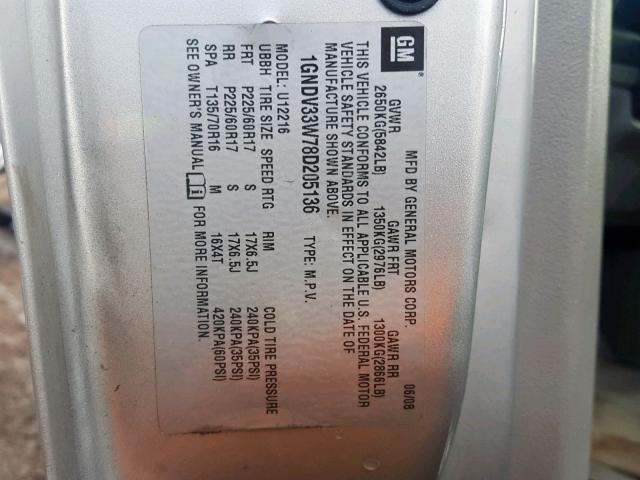 GM ®
MFD BY GENERAL MOTORS CORP. 06/08
GVWR GAWR FRT GAWR RR
2650KG(5842LB) 1350KG(2976LB) 1300KG(2866LB)
THIS VEHICLE CONFORMS TO ALL APPLICABLE U.S. FEDERAL MOTOR
VEHICLE SAFETY STANDARDS IN EFFECT ON THE DATE OF
MANUFACTURE SHOWN ABOVE.
1GNDV33W78D205136 TYPE: M.P.V.
MODEL: U12216
UBBH TIRE SIZE SPEED RTG RIM COLD TIRE PRESSURE
FRT P225/60R17 S 17X6.5J 240KPA(35PSI)
RR P225/60R17 S 17X6.5J 240KPA(35PSI)
SPA T135/70R16 M 16X4T 420KPA(60PSI)
SEE OWNER'S MANUAL i FOR MORE INFORMATION.